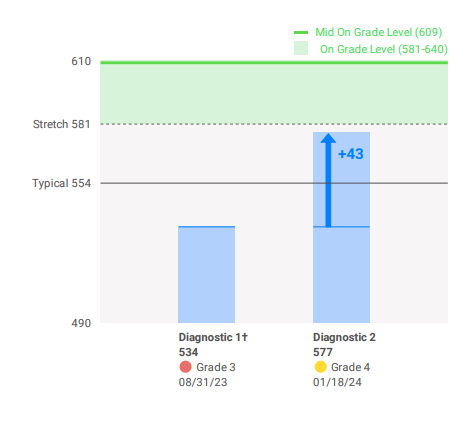 Mid On Grade Level (609)
On Grade Level (581-640)
610
Stretch 581
+43
Typical 554
490
Diagnostic 1† Diagnostic 2
534 577
Grade 3 Grade 4
08/31/23 01/18/24